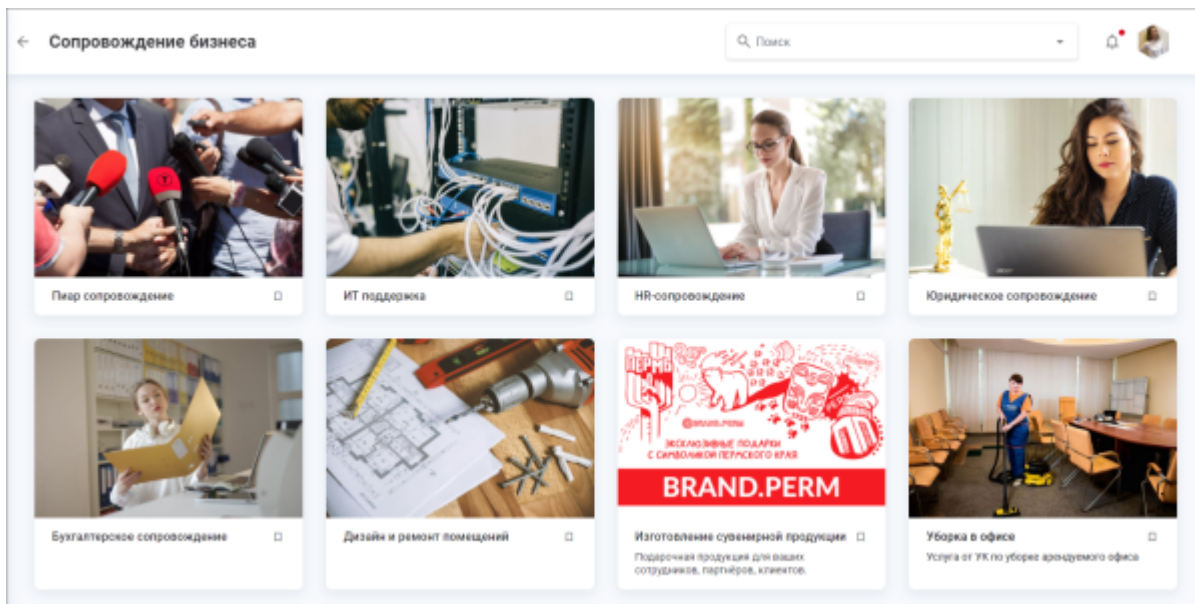 Сопровождение бизнеса
Поиск
Пиар сопровождение
ИТ поддержка
HR-сопровождение
Юридическое сопровождение
Бухгалтерское сопровождение
Дизайн и ремонт помещений
ПЕРМЬ
@BRAND.PERM
ЭКСКЛЮЗИВНЫЕ ПОДАРКИ
С СИМВОЛИКОЙ ПЕРМСКОГО КРАЯ
BRAND.PERM
Изготовление сувенирной продукции
Подарочная продукция для ваших
сотрудников, партнёров, клиентов.
Уборка в офисе
Услуга от УК по уборке арендуемого офиса